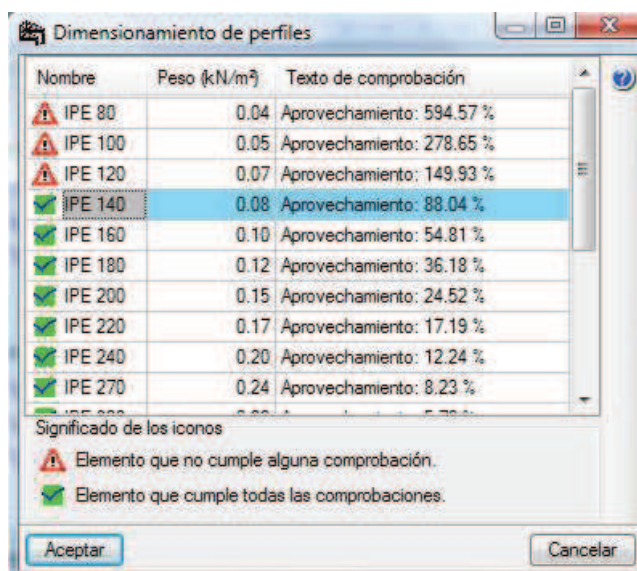 Dimensionamiento de perfiles
Nombre Peso (kN/m²) Texto de comprobación
IPE 80 0.04 Aprovechamiento: 594.57 %
IPE 100 0.05 Aprovechamiento: 278.65 %
IPE 120 0.07 Aprovechamiento: 149.93 %
IPE 140 0.08 Aprovechamiento: 88.04 %
IPE 160 0.10 Aprovechamiento: 54.81 %
IPE 180 0.12 Aprovechamiento: 36.18 %
IPE 200 0.15 Aprovechamiento: 24.52 %
IPE 220 0.17 Aprovechamiento: 17.19 %
IPE 240 0.20 Aprovechamiento: 12.24 %
IPE 270 0.24 Aprovechamiento: 8.23 %
Significado de los iconos
Elemento que no cumple alguna comprobación.
Elemento que cumple todas las comprobaciones.
Aceptar Cancelar